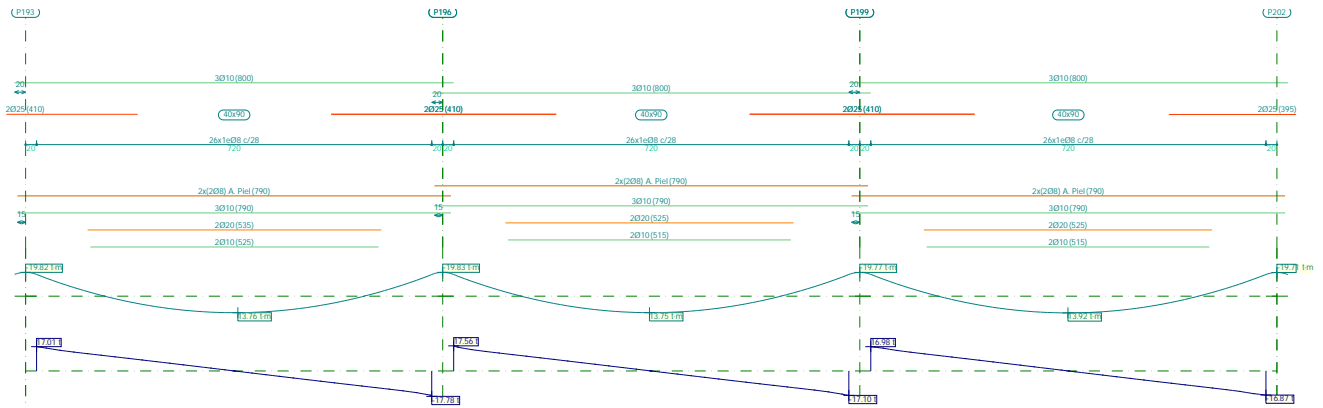 P193 P196 P199 P202
3Ø10(800) 3Ø10(800)
20 20
3Ø10(800)
20
2Ø25(410) 2Ø25(410) 2Ø25(410) 2Ø25(395)
40x90 40x90 40x90
26x1eØ8 c/28 26x1eØ8 c/28 26x1eØ8 c/28
20 720 20 20 720 20 20 720 20
2x(2Ø8) A. Piel (790)
2x(2Ø8) A. Piel (790) 2x(2Ø8) A. Piel (790)
3Ø10(790)
15 3Ø10(790) 15 15 3Ø10(790)
2Ø20(525)
2Ø20(535) 2Ø20(525)
2Ø10(515)
2Ø10(525) 2Ø10(515)
-19.82 t·m -19.83 t·m -19.77 t·m -19.71 t·m
13.76 t·m 13.75 t·m 13.92 t·m
17.01 t 17.56 t 16.98 t
-17.78 t -17.10 t -16.87 t